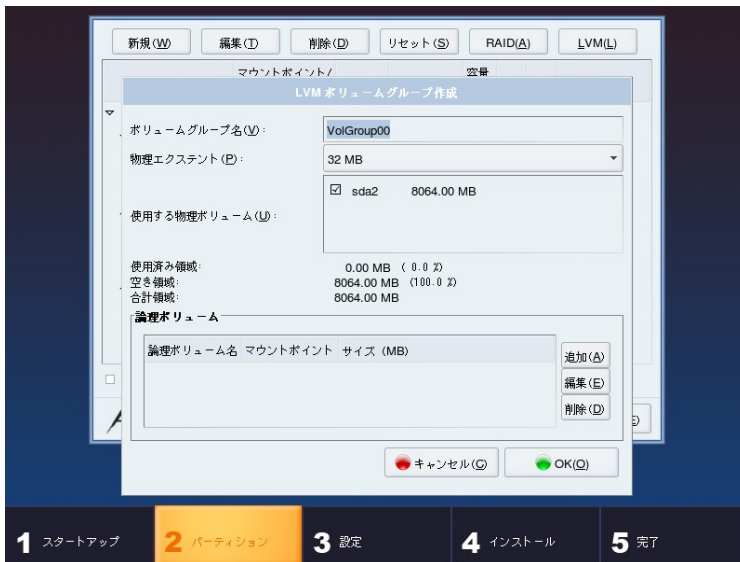 新規(W) 編集(T) 削除(D) リセット(S) RAID(A) LVM(L)
マウントポイント/ 容量
LVM ボリュームグループ作成
ボリュームグループ名(V): VolGroup00
物理エクステント(P): 32 MB
使用する物理ボリューム(U): sda2 8064.00 MB
使用済み領域: 0.00 MB ( 0.0 %)
空き領域: 8064.00 MB (100.0 %)
合計領域: 8064.00 MB
論理ボリューム
論理ボリューム名 マウントポイント サイズ (MB)
追加(A)
編集(E)
削除(D)
キャンセル(C) OK(O)
1 スタートアップ 2 パーティション 3 設定 4 インストール 5 完了